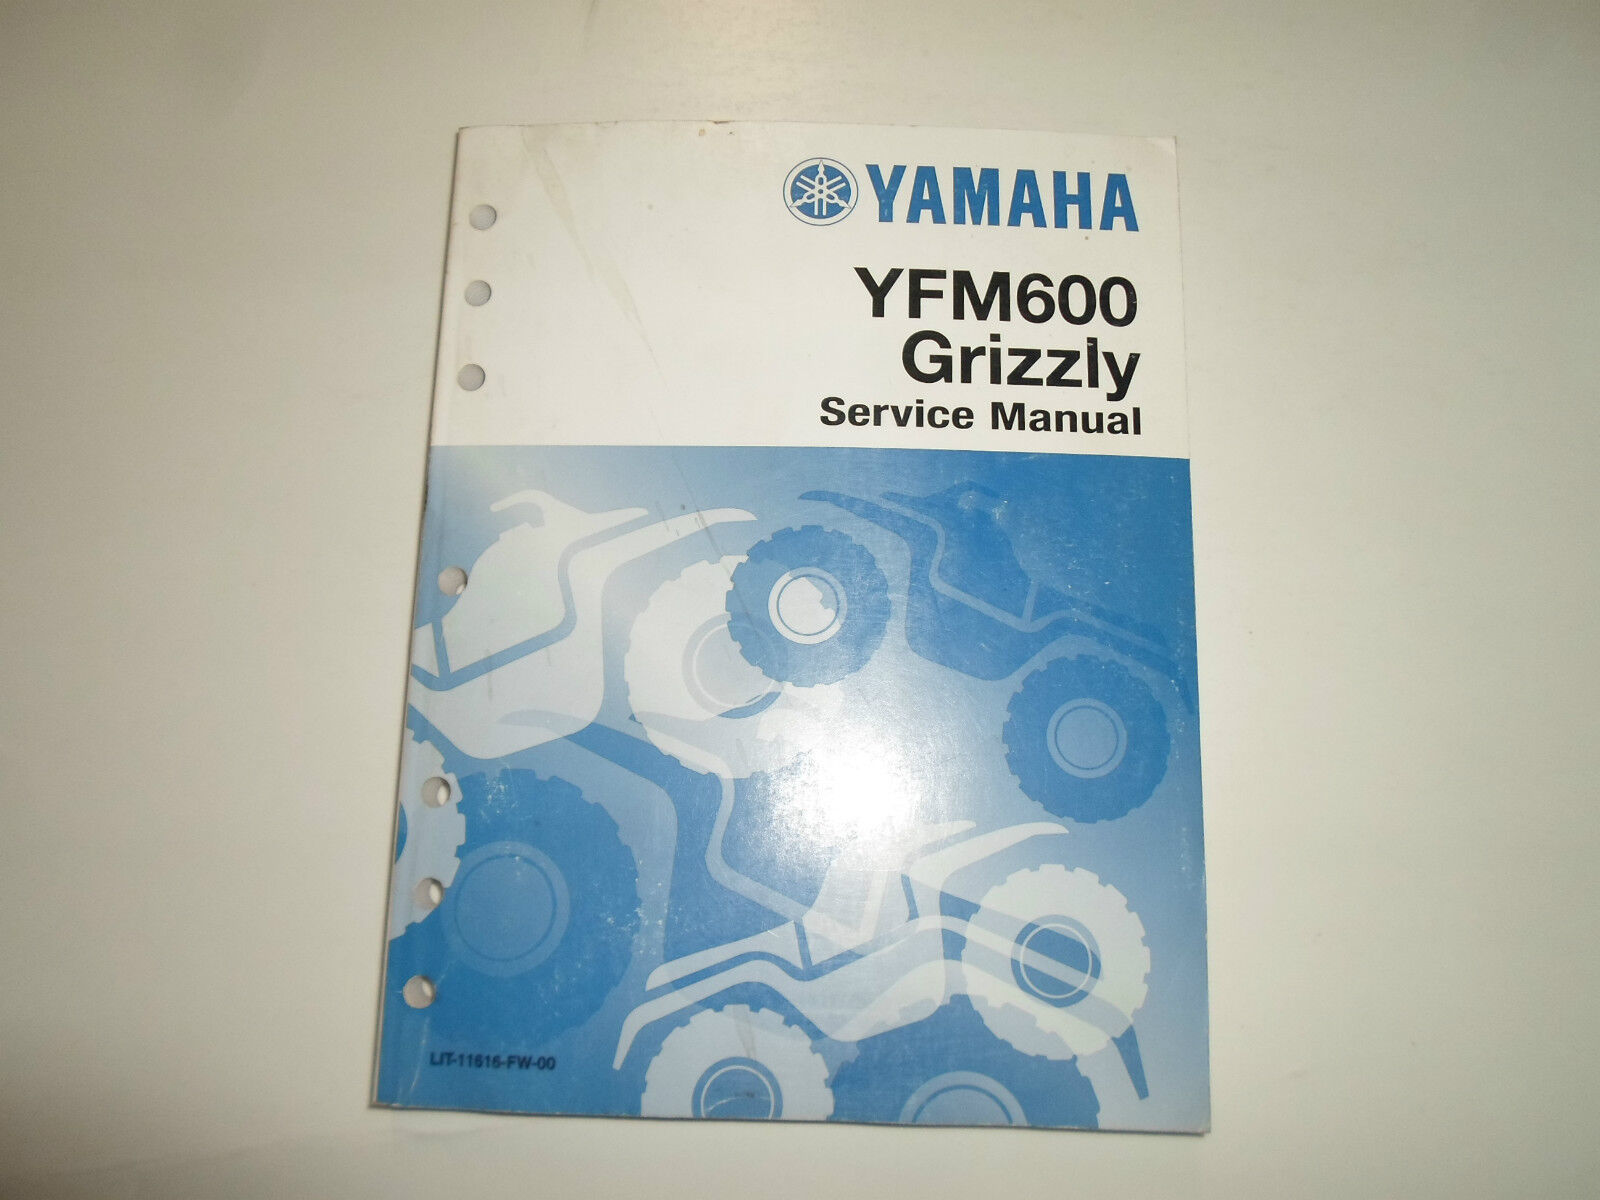 YAMAHA
YFM600
Grizzly
Service Manual
LIT-11616-FW-00